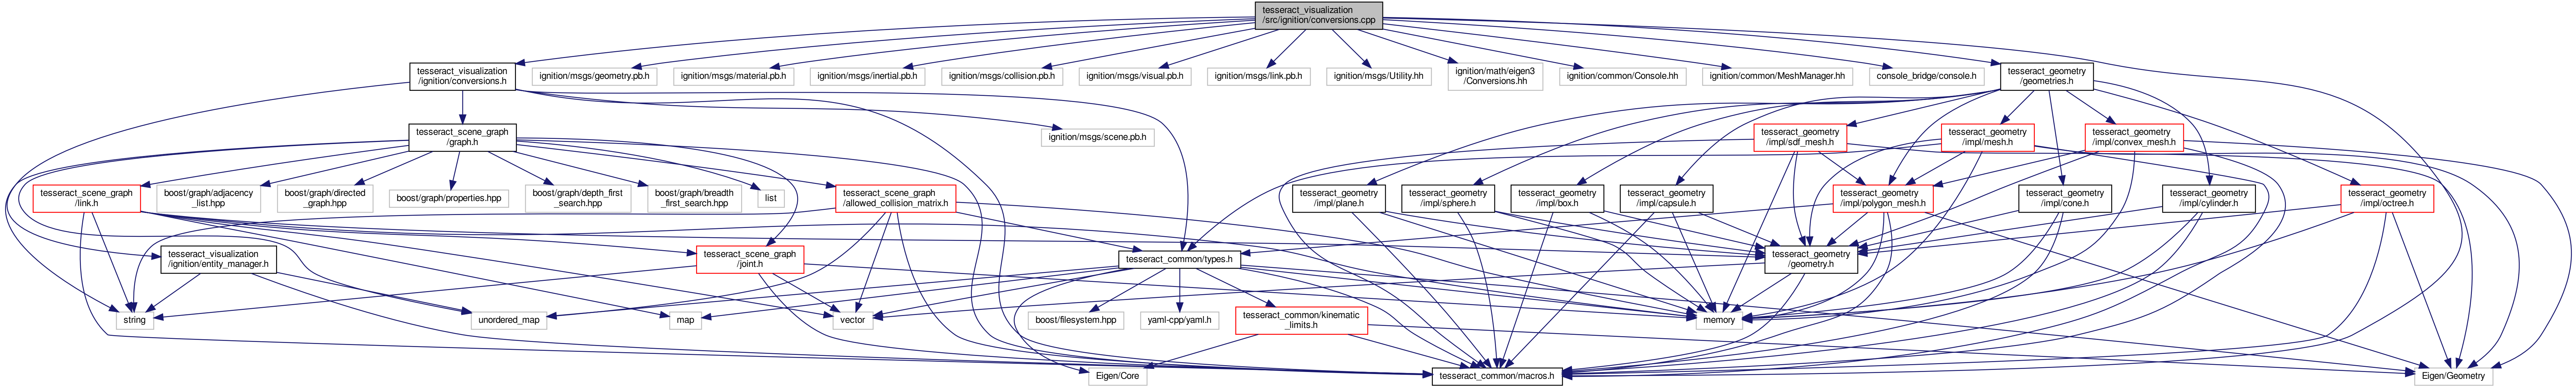 tesseract_visualization
/src/ignition/conversions.cpp
tesseract_visualization
/ignition/conversions.h
ignition/msgs/geometry.pb.h
ignition/msgs/material.pb.h
ignition/msgs/inertial.pb.h
ignition/msgs/collision.pb.h
ignition/msgs/visual.pb.h
ignition/msgs/link.pb.h
ignition/msgs/Utility.hh
ignition/math/eigen3
/Conversions.hh
ignition/common/Console.hh
ignition/common/MeshManager.hh
console_bridge/console.h
tesseract_geometry
/geometries.h
tesseract_scene_graph
/graph.h
ignition/msgs/scene.pb.h
tesseract_geometry
/impl/sdf_mesh.h
tesseract_geometry
/impl/mesh.h
tesseract_geometry
/impl/convex_mesh.h
tesseract_scene_graph
/link.h
boost/graph/adjacency
_list.hpp
boost/graph/directed
_graph.hpp
boost/graph/properties.hpp
boost/graph/depth_first
_search.hpp
boost/graph/breadth
_first_search.hpp
list
tesseract_scene_graph
/allowed_collision_matrix.h
tesseract_geometry
/impl/plane.h
tesseract_geometry
/impl/sphere.hpp
tesseract_geometry
/impl/box.h
tesseract_geometry
/impl/capsule.h
tesseract_geometry
/impl/polygon_mesh.h
tesseract_geometry
/impl/cone.h
tesseract_geometry
/impl/cylinder.h
tesseract_geometry
/impl/octree.h
tesseract_visualization
/ignition/entity_manager.h
tesseract_scene_graph
/joint.h
tesseract_common/types.h
tesseract_geometry
/geometry.h
string
unordered_map
map
vector
boost/filesystem.hpp
yaml-cpp/yaml.h
tesseract_common/kinematic
_limits.h
memory
Eigen/Core
tesseract_common/macros.h
Eigen/Geometry